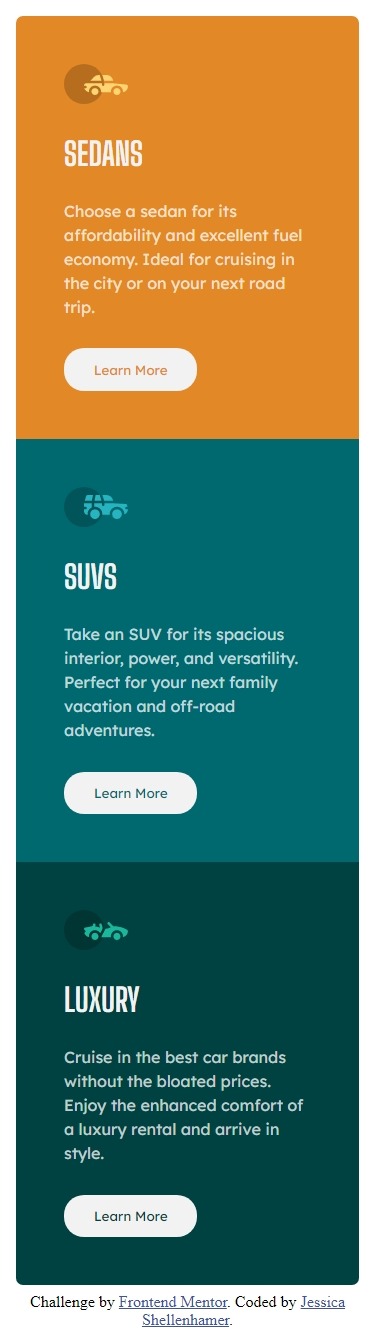 SEDANS
Choose a sedan for its
affordability and excellent fuel
economy. Ideal for cruising in
the city or on your next road
trip.
Learn More
SUVS
Take an SUV for its spacious
interior, power, and versatility.
Perfect for your next family
vacation and off-road
adventures.
Learn More
LUXURY
Cruise in the best car brands
without the bloated prices.
Enjoy the enhanced comfort of
a luxury rental and arrive in
style.
Learn More
Challenge by Frontend Mentor. Coded by Jessica
Shellenhamer.